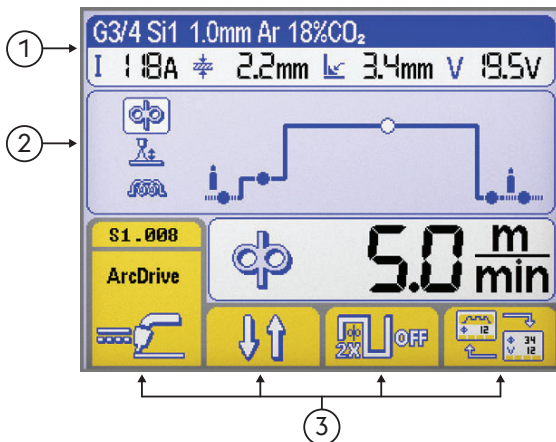 1
G3/4 Si1 1.0mm Ar 18%CO₂
I 118A 2.2mm 3.4mm V 19.5V
2
S1.008
ArcDrive
5.0 m/min
2X OFF
12
34
V 12
3